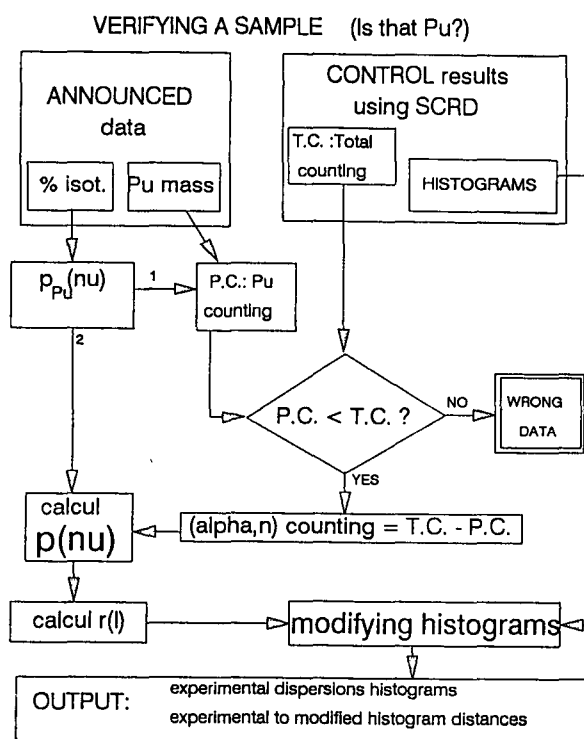 VERIFYING A SAMPLE (Is that Pu?)
ANNOUNCED
data
% isot.
Pu mass
CONTROL results
using SCRD
T.C. :Total
counting
HISTOGRAMS
pPu(nu)
1
P.C.: Pu
counting
2
P.C. < T.C. ?
NO
WRONG
DATA
YES
calcul
p(nu)
(alpha,n) counting = T.C. - P.C.
calcul r(l)
modifying histograms
OUTPUT:
experimental dispersions histograms
experimental to modified histogram distances